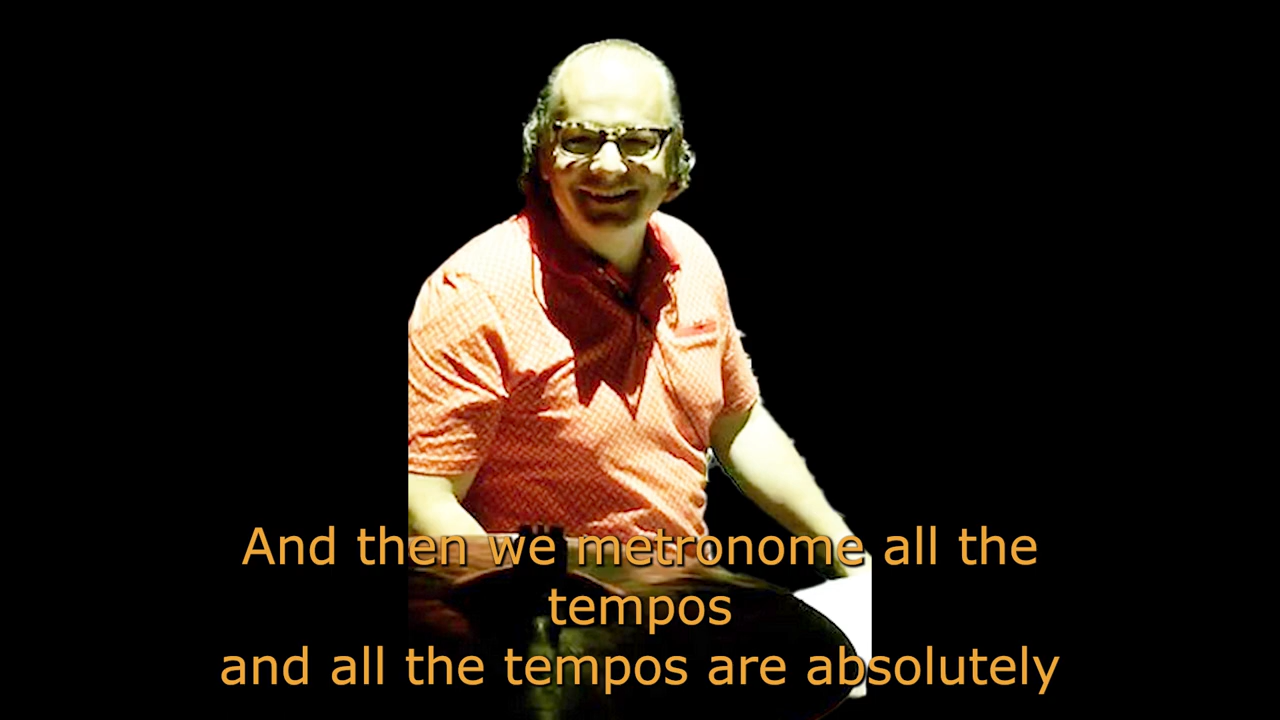 And then we metronome all the
tempos
and all the tempos are absolutely